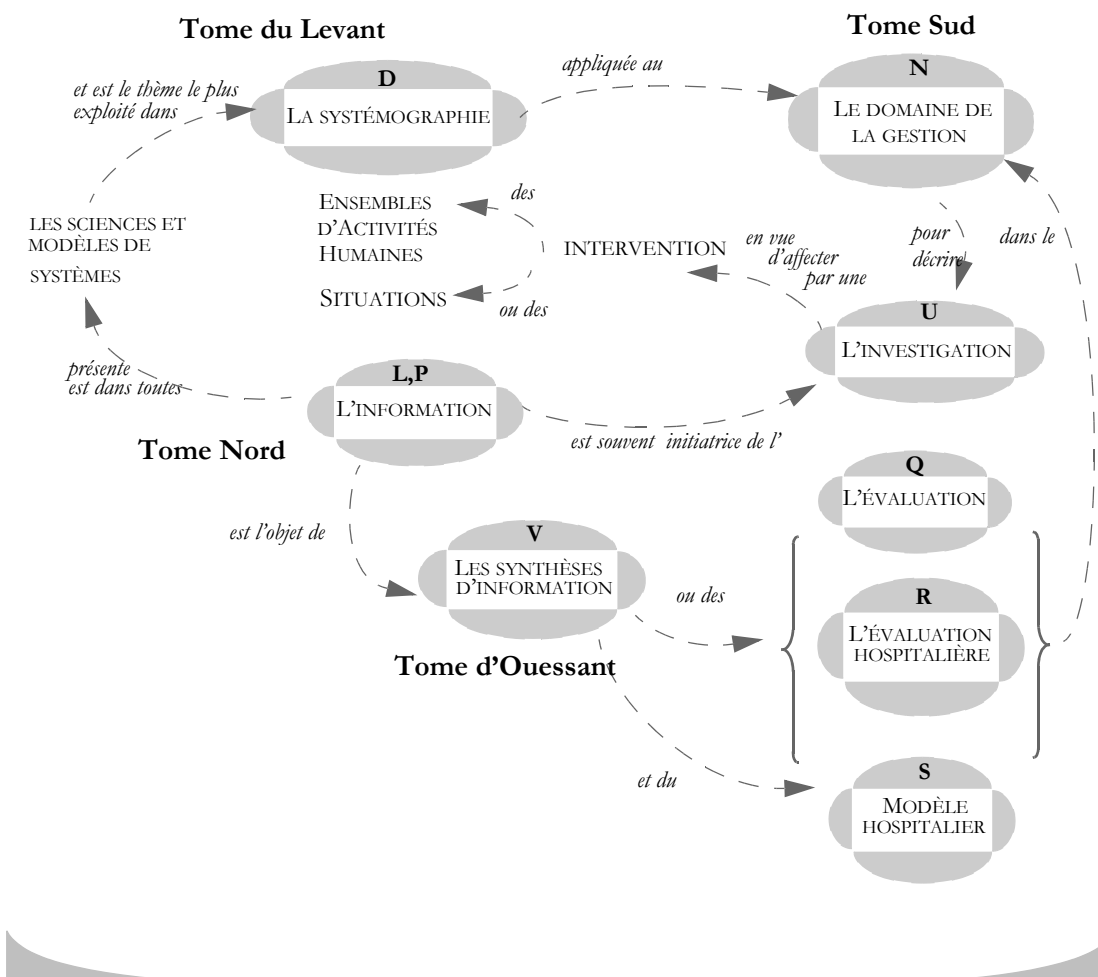 Tome du Levant
Tome Sud
D
LA SYSTÉMOGRAPHIE
appliquée au
N
LE DOMAINE DE
LA GESTION
et est le thème le plus
exploité dans
LES SCIENCES ET
MODÈLES DE
SYSTÈMES
ENSEMBLES
D'ACTIVITÉS
HUMAINES
SITUATIONS
des
ou des
INTERVENTION
en vue
d'affecter
par une
pour
décrire
dans le
U
L'INVESTIGATION
présente
est dans toutes
L,P
L'INFORMATION
est souvent initiatrice de l'
Tome Nord
Q
L'ÉVALUATION
est l'objet de
V
LES SYNTHÈSES
D'INFORMATION
ou des
R
L'ÉVALUATION
HOSPITALIÈRE
Tome d'Ouessant
et du
S
MODÈLE
HOSPITALIER